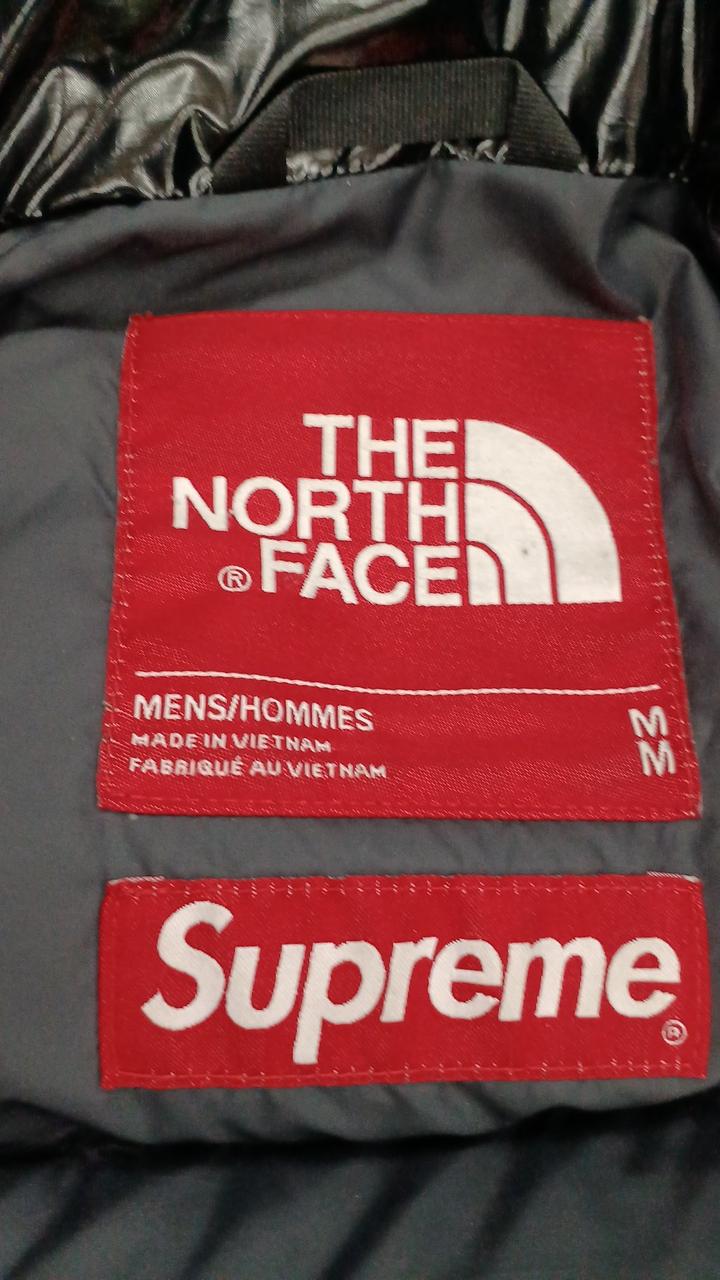 THE
NORTH
® FACE
MENS/HOMMES M
MADE IN VIETNAM M
FABRIQUÉ AU VIETNAM
Supreme
®